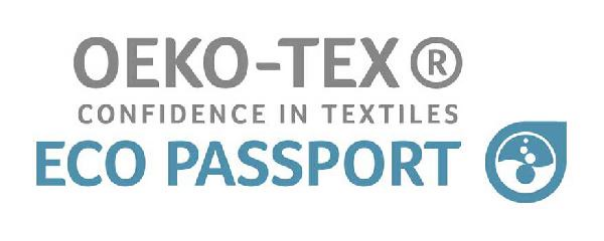 OEKO-TEX®
CONFIDENCE IN TEXTILES
ECO PASSPORT